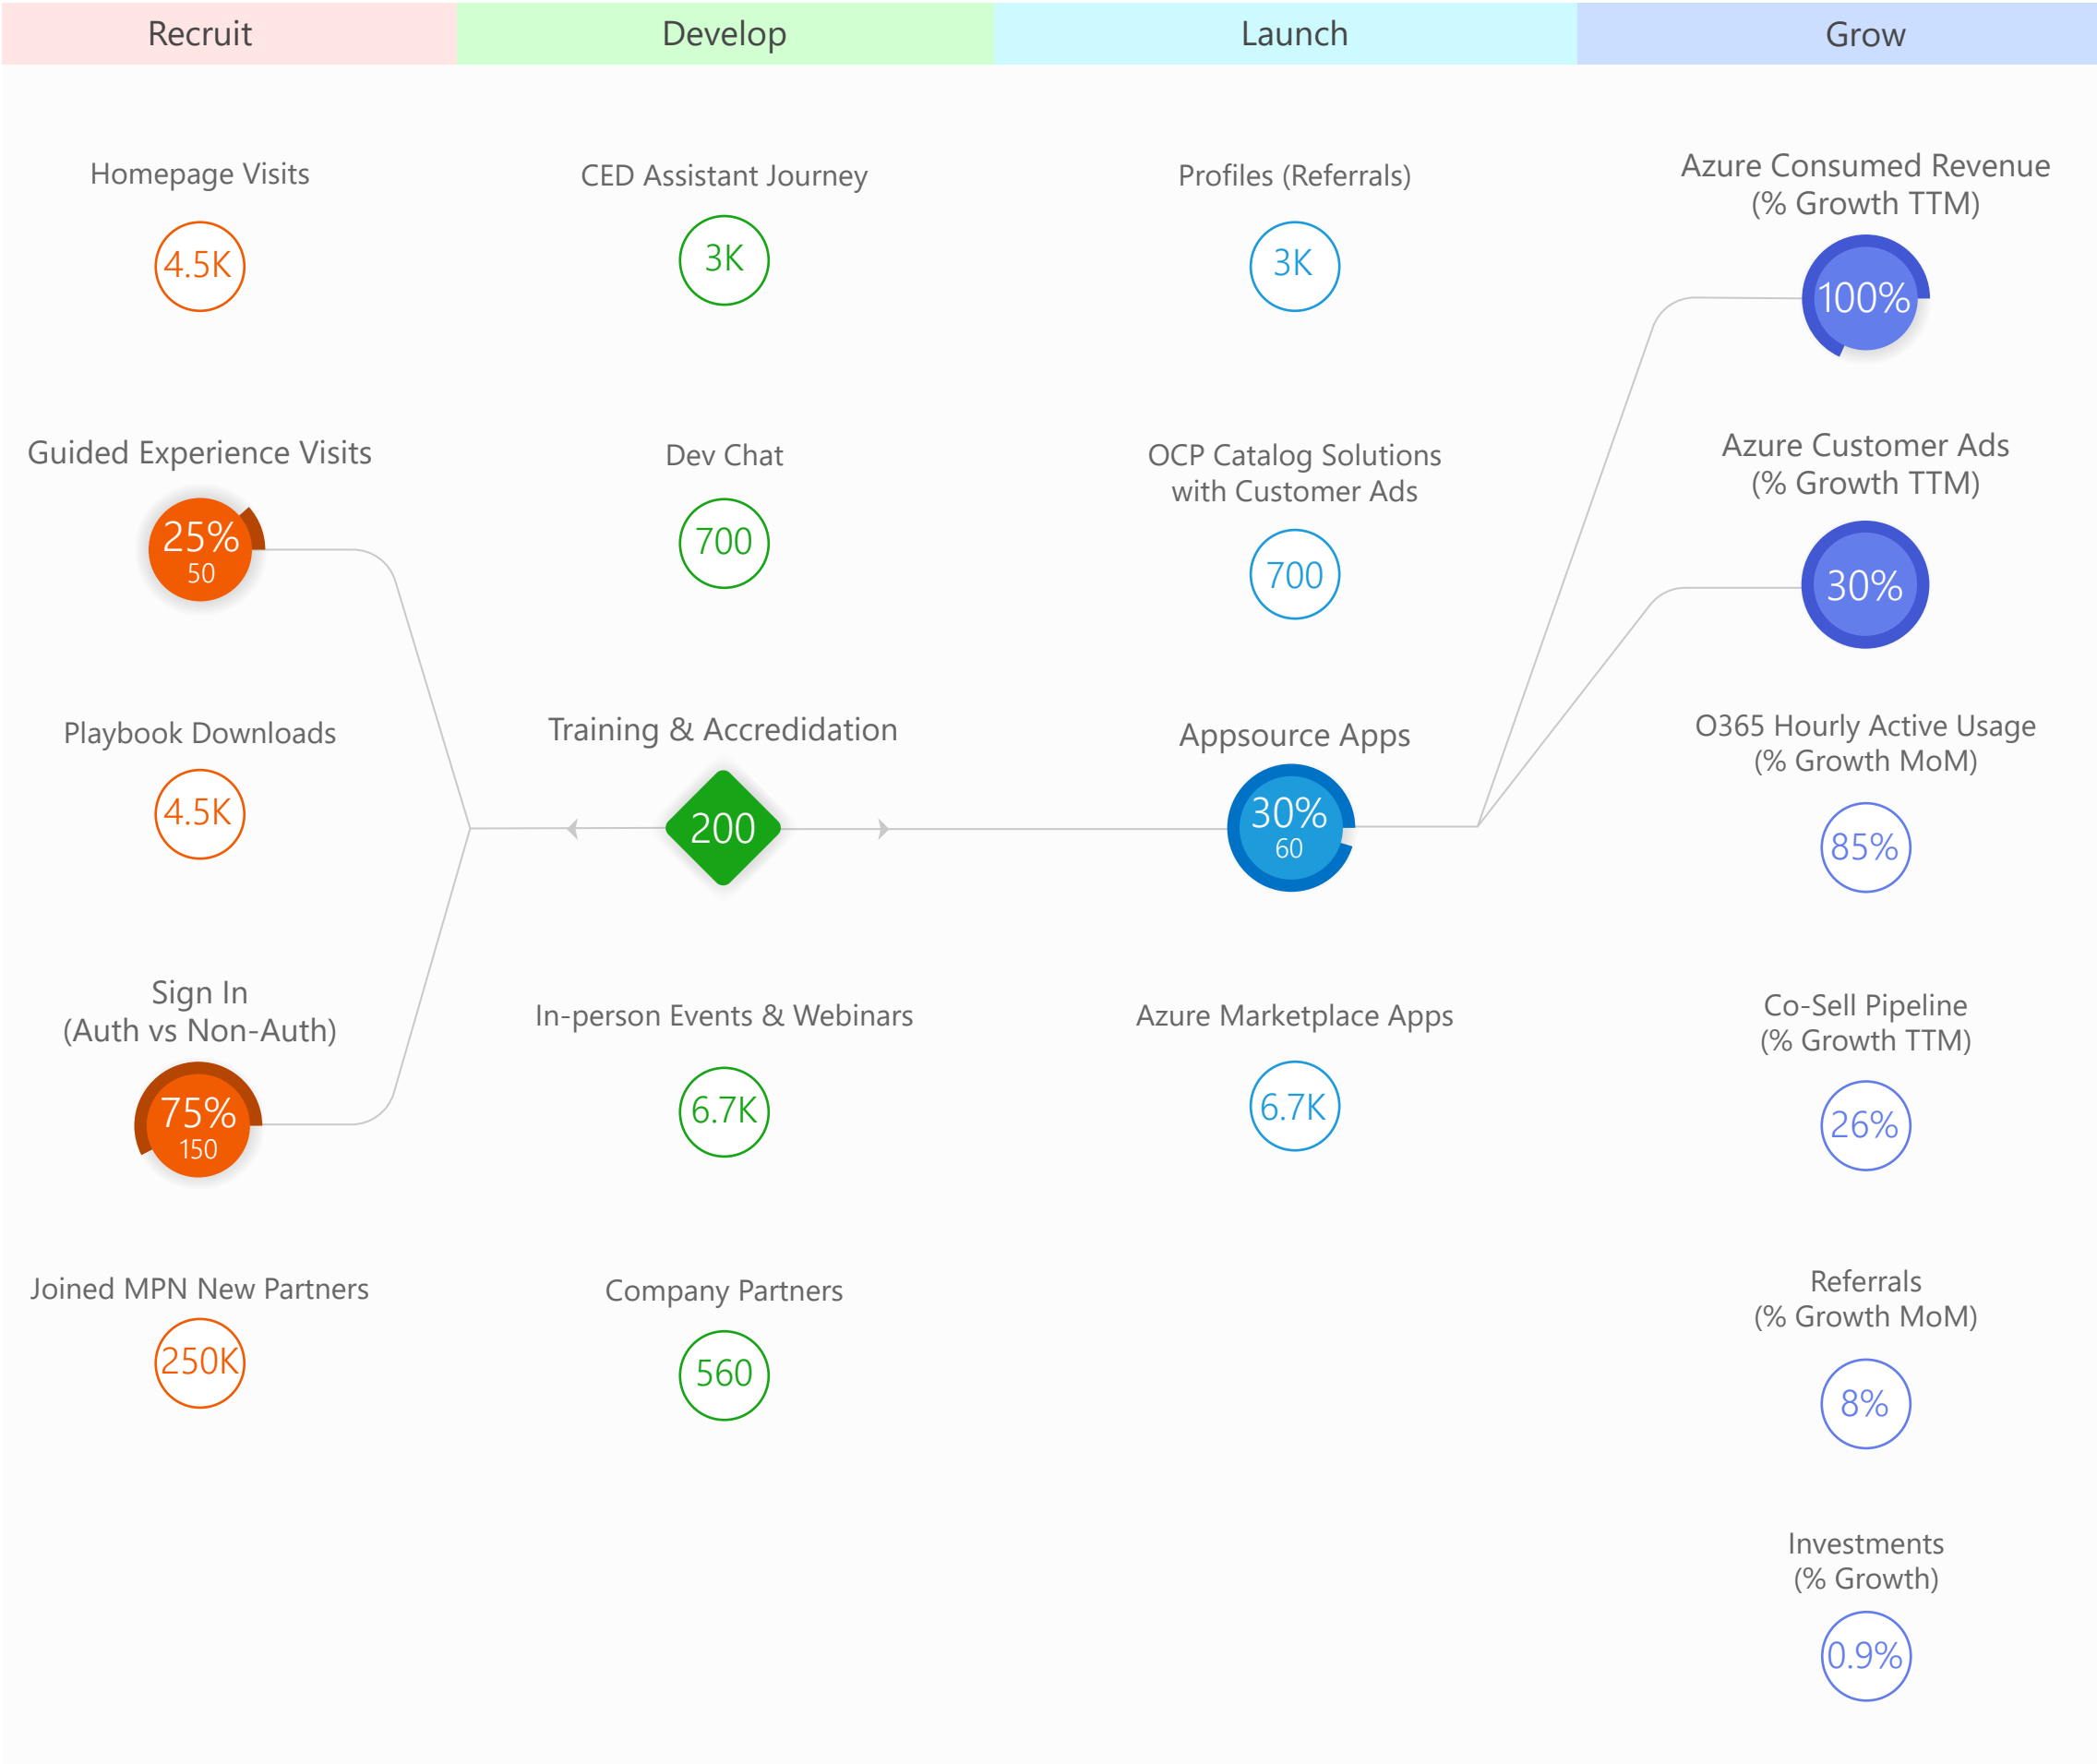 Recruit
Develop
Launch
Grow
Homepage Visits
4.5K
Guided Experience Visits
25%
50
Playbook Downloads
4.5K
Sign In
(Auth vs Non-Auth)
75%
150
Joined MPN New Partners
250K
CED Assistant Journey
3K
Dev Chat
700
Training & Accredidation
200
In-person Events & Webinars
6.7K
Company Partners
560
Profiles (Referrals)
3K
OCP Catalog Solutions
with Customer Ads
700
Appsource Apps
30%
60
Azure Marketplace Apps
6.7K
Azure Consumed Revenue
(% Growth TTM)
100%
Azure Customer Ads
(% Growth TTM)
30%
O365 Hourly Active Usage
(% Growth MoM)
85%
Co-Sell Pipeline
(% Growth TTM)
26%
Referrals
(% Growth MoM)
8%
Investments
(% Growth)
0.9%